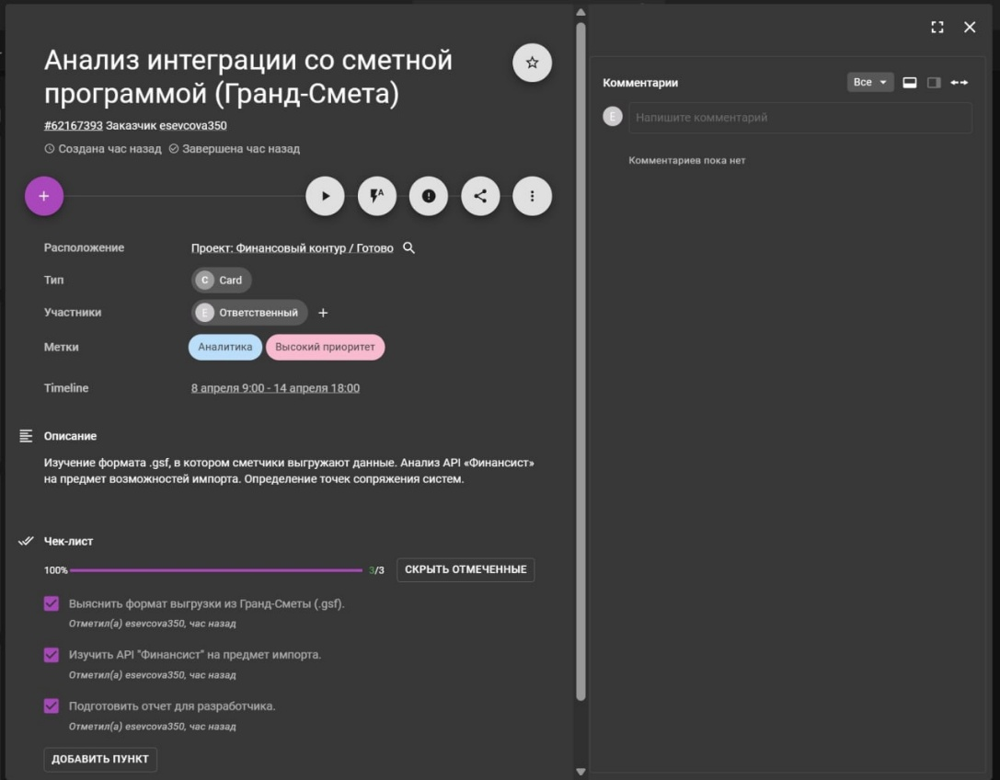 Анализ интеграции со сметной
программой (Гранд-Смета)
#62167393 Заказчик esevcova350
Создана час назад Завершена час назад
Расположение
Проект: Финансовый контур / Готово
Тип
C Card
Участники
E Ответственный +
Метки
Аналитика Высокий приоритет
Timeline
8 апреля 9:00 - 14 апреля 18:00
Описание
Изучение формата .gsf, в котором сметчики выгружают данные. Анализ API «Финансист»
на предмет возможностей импорта. Определение точек сопряжения систем.
Чек-лист
100% 3/3 СКРЫТЬ ОТМЕЧЕННЫЕ
Выяснить формат выгрузки из Гранд-Сметы (.gsf).
Отметил(а) esevcova350, час назад
Изучить API "Финансист" на предмет импорта.
Отметил(а) esevcova350, час назад
Подготовить отчет для разработчика.
Отметил(а) esevcova350, час назад
ДОБАВИТЬ ПУНКТ
Комментарии
Все
E Напишите комментарий
Комментариев пока нет